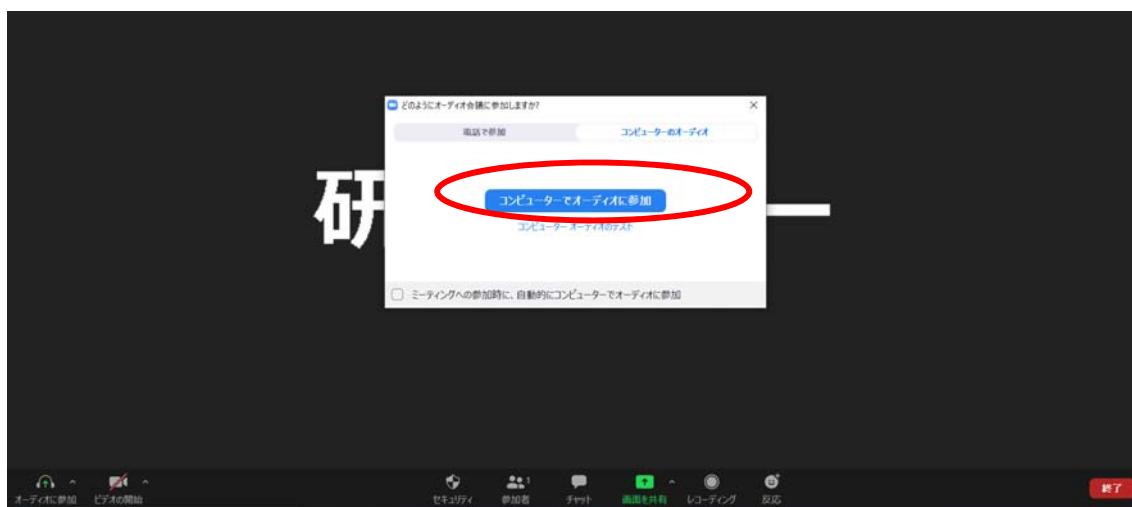 どのようにオーディオ会議に参加しますか?
電話で参加
コンピューターのオーディオ
研
ー
コンピューターでオーディオに参加
コンピューター オーディオのテスト
ミーティングへの参加時に、自動的にコンピューターでオーディオに参加
1
オーディオに参加
ビデオの開始
セキュリティ
参加者
チャット
画面を共有
レコーディング
反応
終了